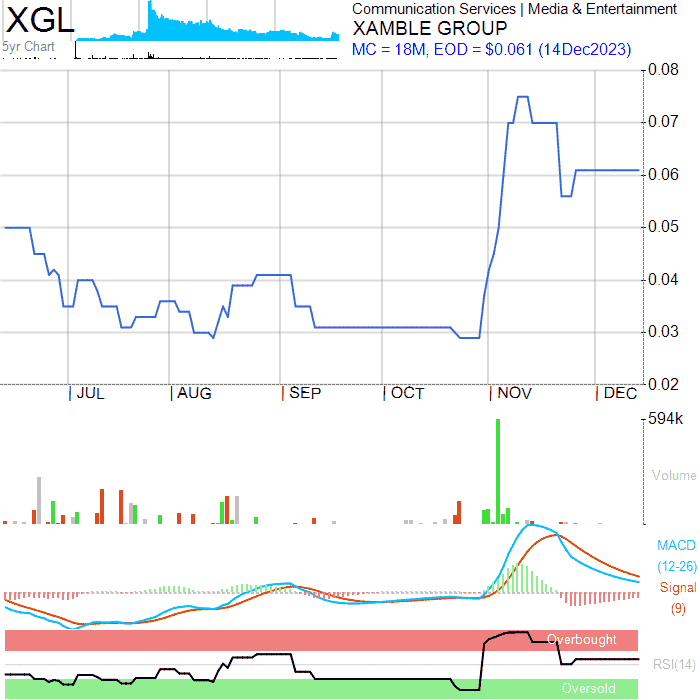 XGL
5yr Chart
Communication Services | Media & Entertainment
XAMBLE GROUP
MC = 18M, EOD = $0.061 (14Dec2023)
0.08
0.07
0.06
0.05
0.04
0.03
0.02
JUL AUG SEP OCT NOV DEC
594k
Volume
MACD
(12-26)
Signal
(9)
Overbought
RSI(14)
Oversold